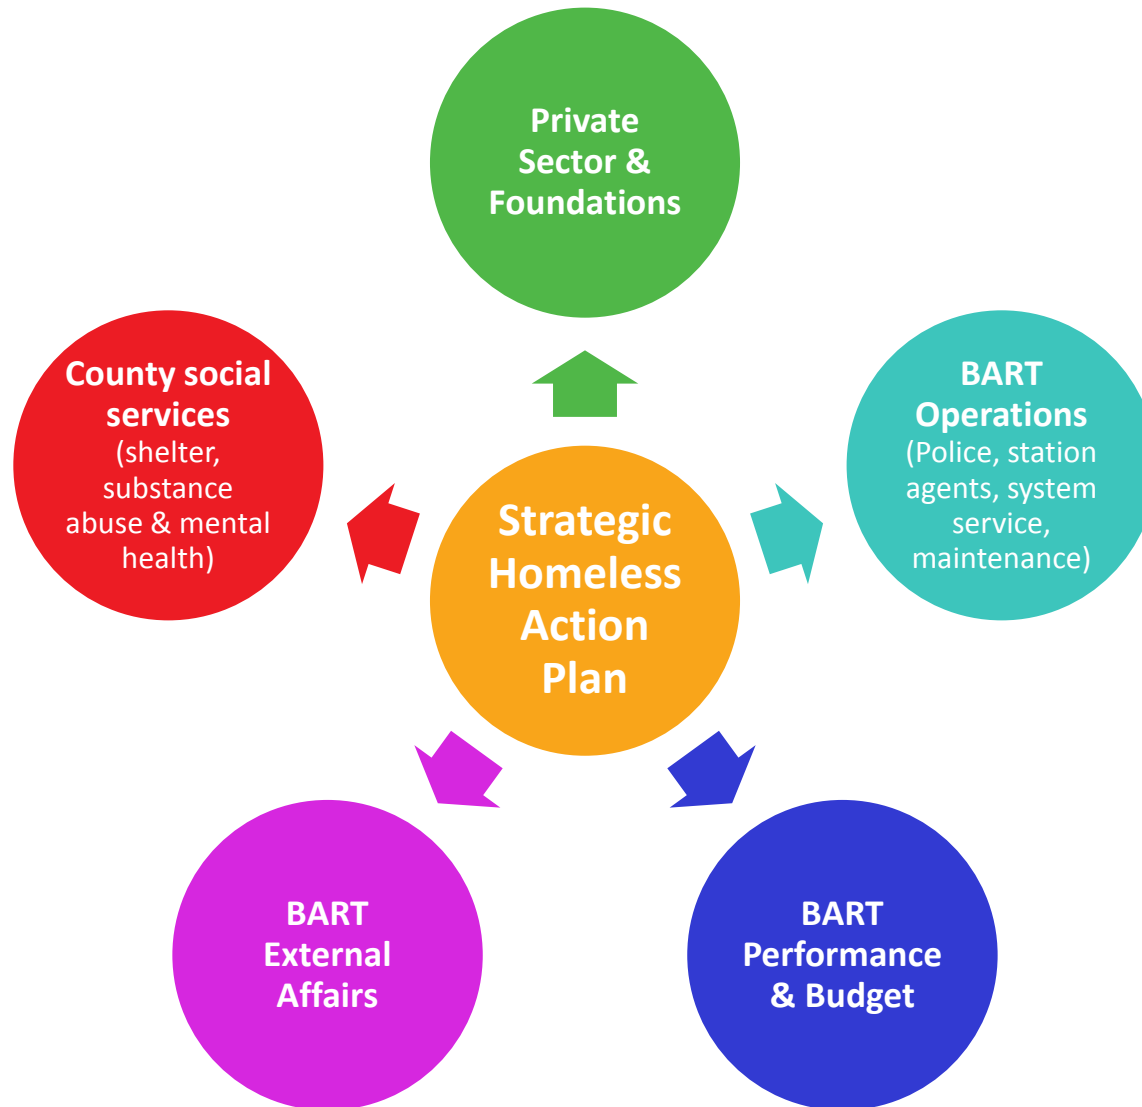 Private
Sector &
Foundations
County social
services
(shelter,
substance
abuse & mental
health)
BART
Operations
(Police, station
agents, system
service,
maintenance)
Strategic
Homeless
Action
Plan
BART
External
Affairs
BART
Performance
& Budget